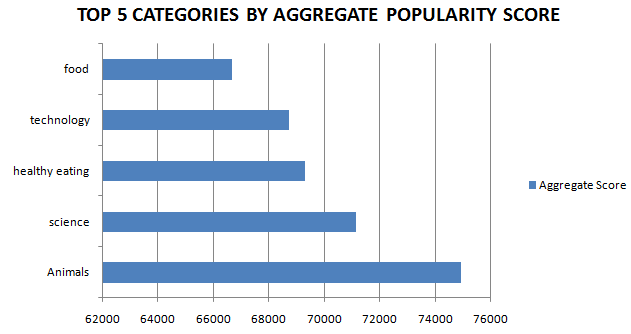 TOP 5 CATEGORIES BY AGGREGATE POPULARITY SCORE
food
technology
healthy eating
science
Animals
Aggregate Score
62000 64000 66000 68000 70000 72000 74000 76000